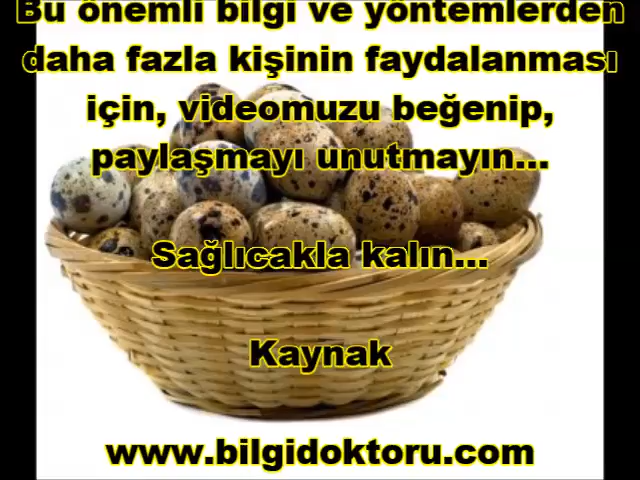 Bu önemli bilgi ve yöntemlerden
daha fazla kişinin faydalanması
için, videomuzu beğenip,
paylaşmayı unutmayın...
Sağlıcakla kalın...
Kaynak
www.bilgidoktoru.com